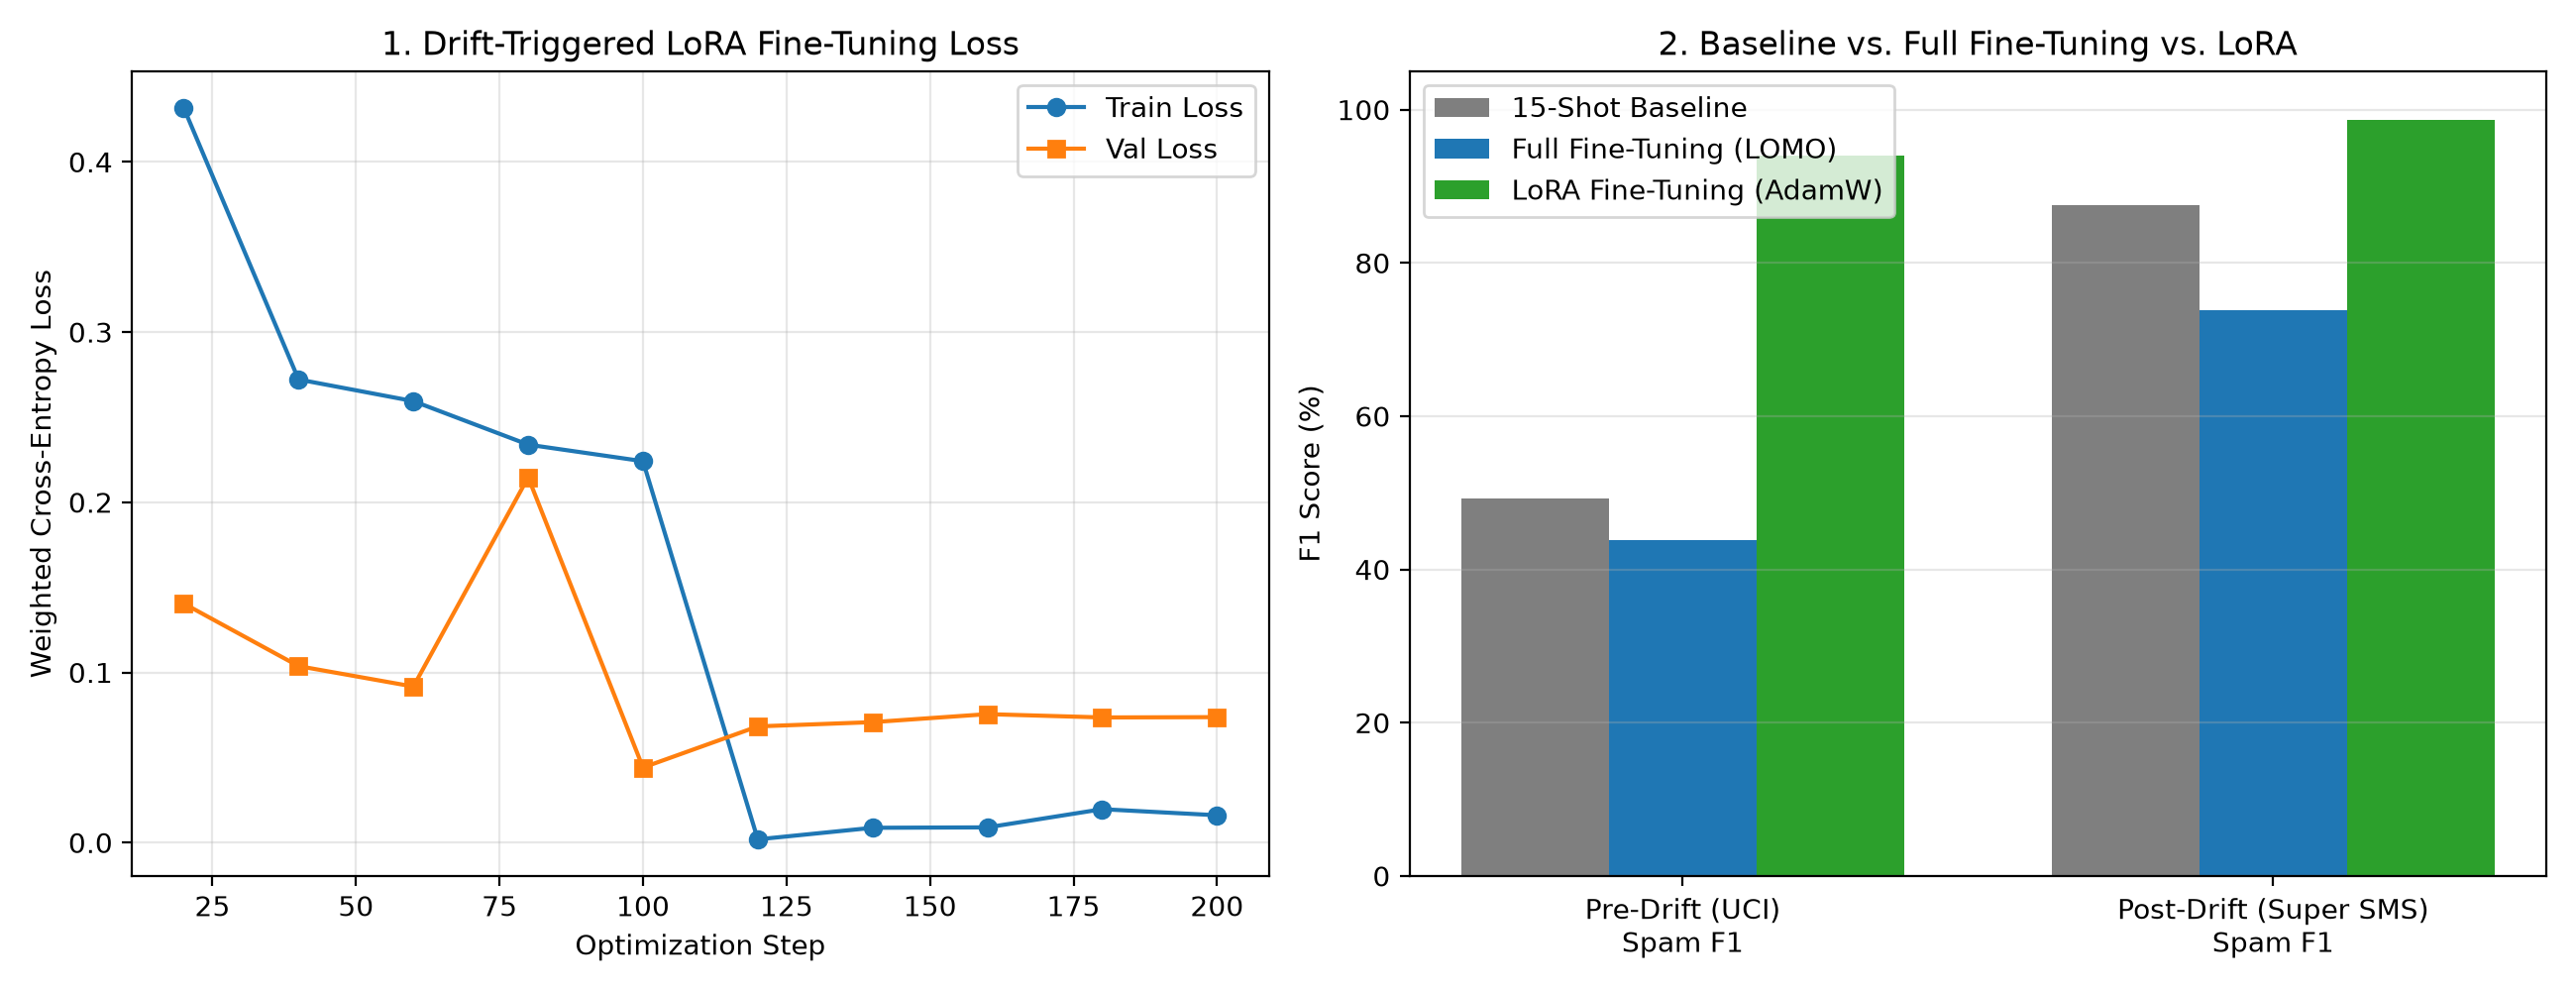 1. Drift-Triggered LoRA Fine-Tuning Loss
Weighted Cross-Entropy Loss
0.4
0.3
0.2
0.1
0.0
Train Loss
Val Loss
25 50 75 100 125 150 175 200
Optimization Step
2. Baseline vs. Full Fine-Tuning vs. LoRA
F1 Score (%)
100
80
60
40
20
0
15-Shot Baseline
Full Fine-Tuning (LOMO)
LoRA Fine-Tuning (AdamW)
Pre-Drift (UCI)
Spam F1
Post-Drift (Super SMS)
Spam F1